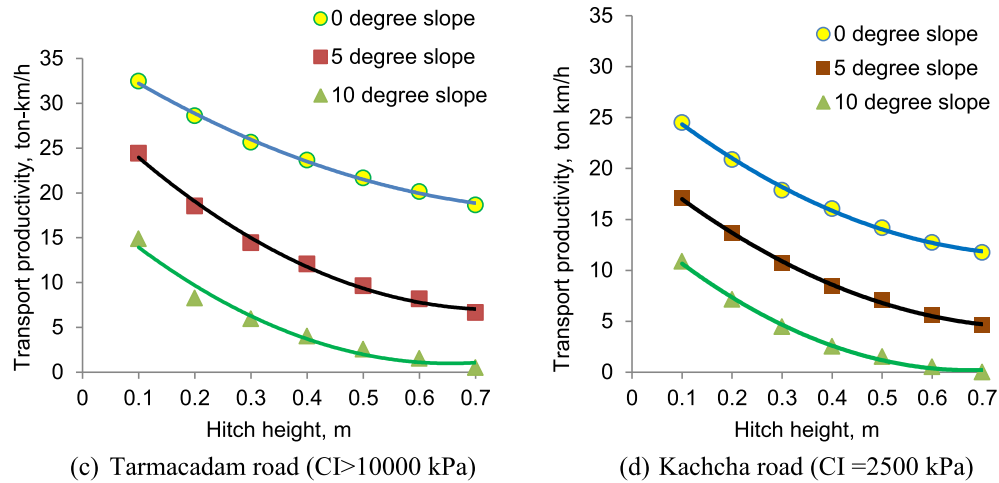 0 degree slope
5 degree slope
10 degree slope
Transport productivity, ton-km/h
35
30
25
20
15
10
5
0
0 0.1 0.2 0.3 0.4 0.5 0.6 0.7
Hitch height, m
(c) Tarmacadam road (CI>10000 kPa)
0 degree slope
5 degree slope
10 degree slope
Transport productivity, ton km/h
35
30
25
20
15
10
5
0
0 0.1 0.2 0.3 0.4 0.5 0.6 0.7
Hitch height, m
(d) Kachcha road (CI =2500 kPa)